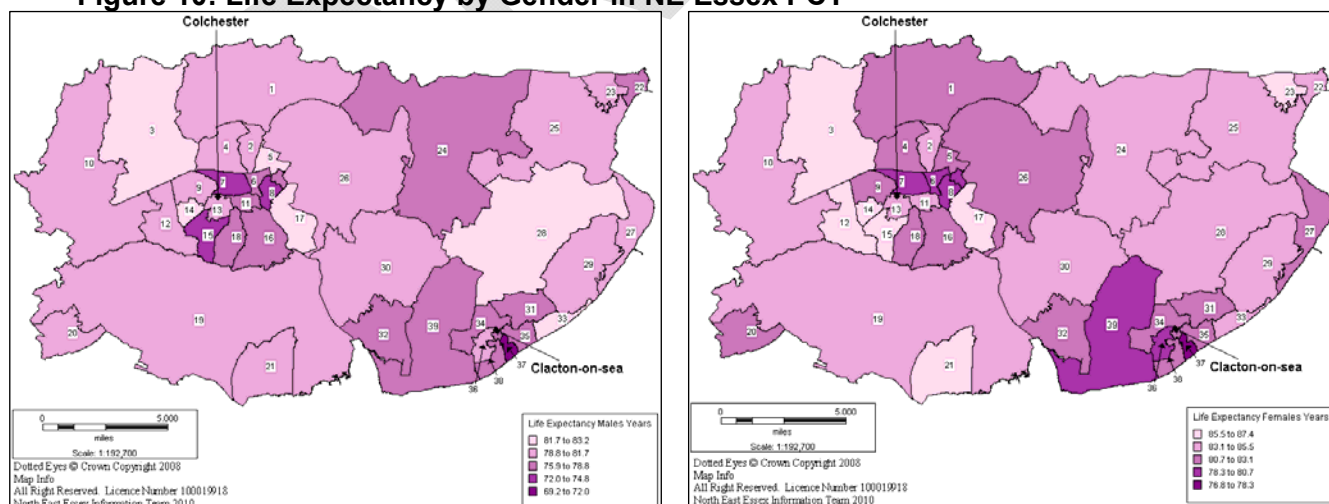 Figure 10: Life Expectancy by Gender in NE Essex PCT
Colchester
1
2
3
4
5
6
7
8
9
10
11
12
13
14
15
16
17
18
19
20
21
22
23
24
25
26
27
28
29
30
31
32
33
34
35
36
37
38
39
Clacton-on-sea
0 5.000
miles
Scale: 1:192,700
Dotted Eyes © Crown Copyright 2008
Map Info
All Right Reserved. Licence Number 100019918
North East Essex Information Team 2010
Life Expectancy Males Years
81.7 to 83.2
78.8 to 81.7
75.9 to 78.8
72.0 to 74.8
69.2 to 72.0
Colchester
1
2
3
4
5
6
7
8
9
10
11
12
13
14
15
16
17
18
19
20
21
22
23
24
25
26
27
28
29
30
31
32
33
34
35
36
37
38
39
Clacton-on-sea
0 5.000
miles
Scale: 1:192,700
Dotted Eyes © Crown Copyright 2008
Map Info
All Right Reserved. Licence Number 100019918
North East Essex Information Team 2010
Life Expectancy Females Years
85.5 to 87.4
83.1 to 85.5
80.7 to 83.1
78.3 to 80.7
76.8 to 78.3